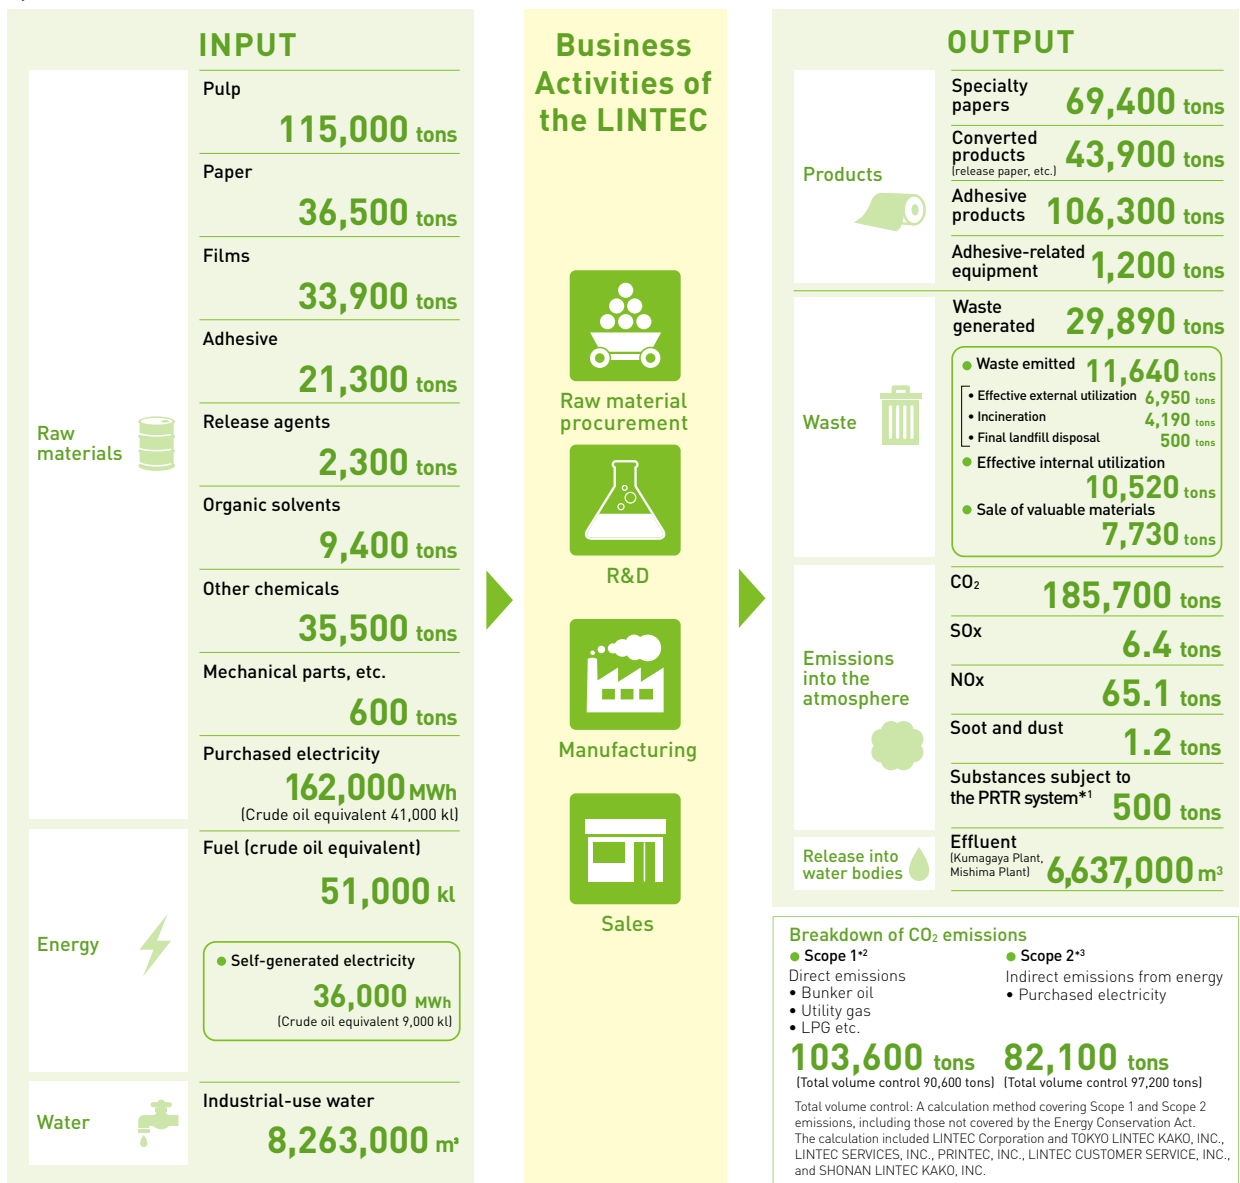 INPUT
Raw
materials
Pulp
115,000 tons
Paper
36,500 tons
Films
33,900 tons
Adhesive
21,300 tons
Release agents
2,300 tons
Organic solvents
9,400 tons
Other chemicals
35,500 tons
Mechanical parts, etc.
600 tons
Purchased electricity
162,000 MWh
(Crude oil equivalent 41,000 kl)
Energy
Fuel (crude oil equivalent)
51,000 kl
● Self-generated electricity
36,000 MWh
(Crude oil equivalent 9,000 kl)
Water
Industrial-use water
8,263,000 m³
Business
Activities of
the LINTEC
Raw material
procurement
R&D
Manufacturing
Sales
OUTPUT
Products
Specialty
papers 69,400 tons
Converted
products
(release paper, etc.) 43,900 tons
Adhesive
products 106,300 tons
Adhesive-related
equipment 1,200 tons
Waste
Waste
generated 29,890 tons
● Waste emitted 11,640 tons
• Effective external utilization 6,950 tons
• Incineration 4,190 tons
• Final landfill disposal 500 tons
● Effective internal utilization
10,520 tons
● Sale of valuable materials
7,730 tons
Emissions
into the
atmosphere
CO₂
185,700 tons
SOx
6.4 tons
NOx
65.1 tons
Soot and dust
1.2 tons
Substances subject to
the PRTR system*1
500 tons
Release into
water bodies
Effluent
(Kumagaya Plant,
Mishima Plant) 6,637,000 m³
Breakdown of CO₂ emissions
● Scope 1*2
Direct emissions
• Bunker oil
• Utility gas
• LPG etc.
103,600 tons
(Total volume control 90,600 tons)
● Scope 2*3
Indirect emissions from energy
• Purchased electricity
82,100 tons
(Total volume control 97,200 tons)
Total volume control: A calculation method covering Scope 1 and Scope 2
emissions, including those not covered by the Energy Conservation Act.
The calculation included LINTEC Corporation and TOKYO LINTEC KAKO, INC.,
LINTEC SERVICES, INC., PRINTEC, INC., LINTEC CUSTOMER SERVICE, INC.,
and SHONAN LINTEC KAKO, INC.